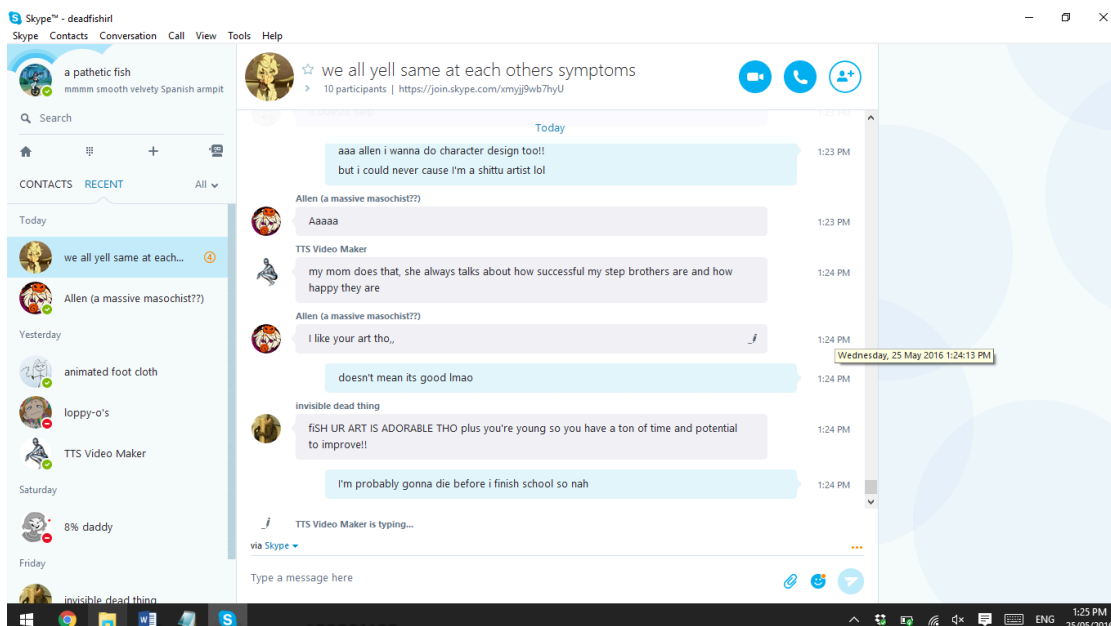 Skype™ - deadfishirl
Skype Contacts Conversation Call View Tools Help
a pathetic fish
mmmm smooth velvety Spanish armpit
Search
CONTACTS RECENT All
Today
we all yell same at each... 4
Allen (a massive masochist??)
Yesterday
animated foot cloth
loppy-o's
TTS Video Maker
Saturday
8% daddy
Friday
invisible dead thing
we all yell same at each others symptoms
10 participants | https://join.skype.com/xmyjj9wb7hyU
Today
aaa allen i wanna do character design too!! 1:23 PM
but i could never cause I'm a shittu artist lol
Allen (a massive masochist??)
Aaaaa 1:23 PM
TTS Video Maker
my mom does that, she always talks about how successful my step brothers are and how 1:24 PM
happy they are
Allen (a massive masochist??)
I like your art tho,, 1:24 PM
Wednesday, 25 May 2016 1:24:13 PM
doesn't mean its good lmao 1:24 PM
invisible dead thing
fiSH UR ART IS ADORABLE THO plus you're young so you have a ton of time and potential 1:24 PM
to improve!!
I'm probably gonna die before i finish school so nah 1:24 PM
TTS Video Maker is typing...
via Skype
Type a message here
ENG 1:25 PM
25/05/2016